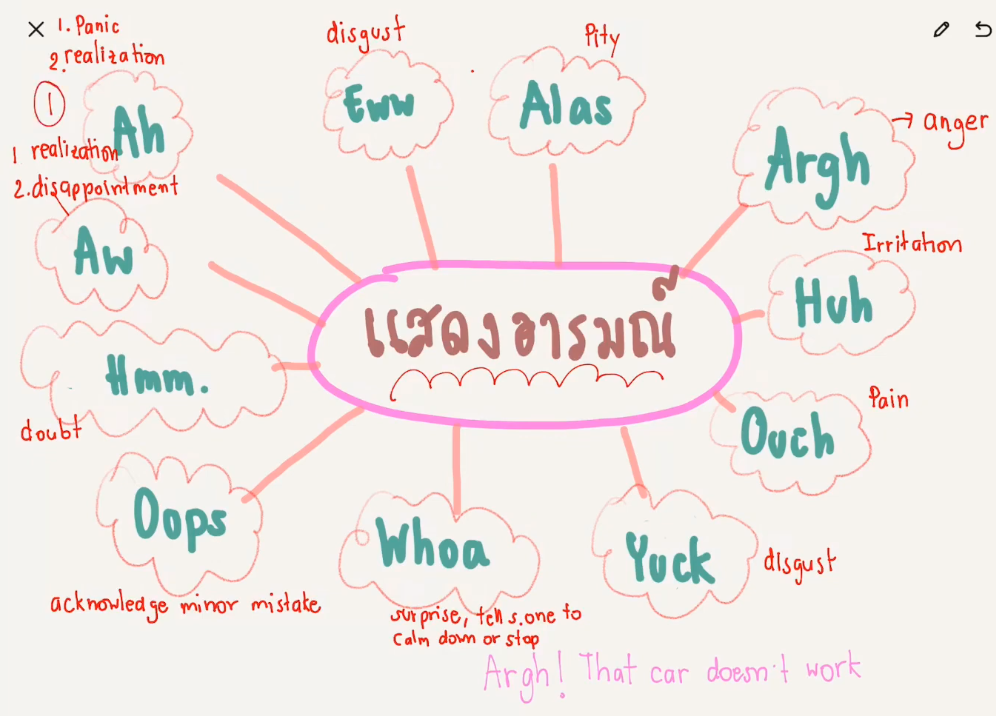 1. Panic
2. realization
1
Ah
1 realization
2. disappointment
Aw
disgust
Eww
Pity
Alas
Argh
→ anger
Irritation
Huh
แสดงอารมณ์
Hmm.
doubt
Pain
Ouch
Oops
acknowledge minor mistake
Whoa
surprise, tell s.one to
calm down or stop
Yuck
disgust
Argh! That car doesn't work